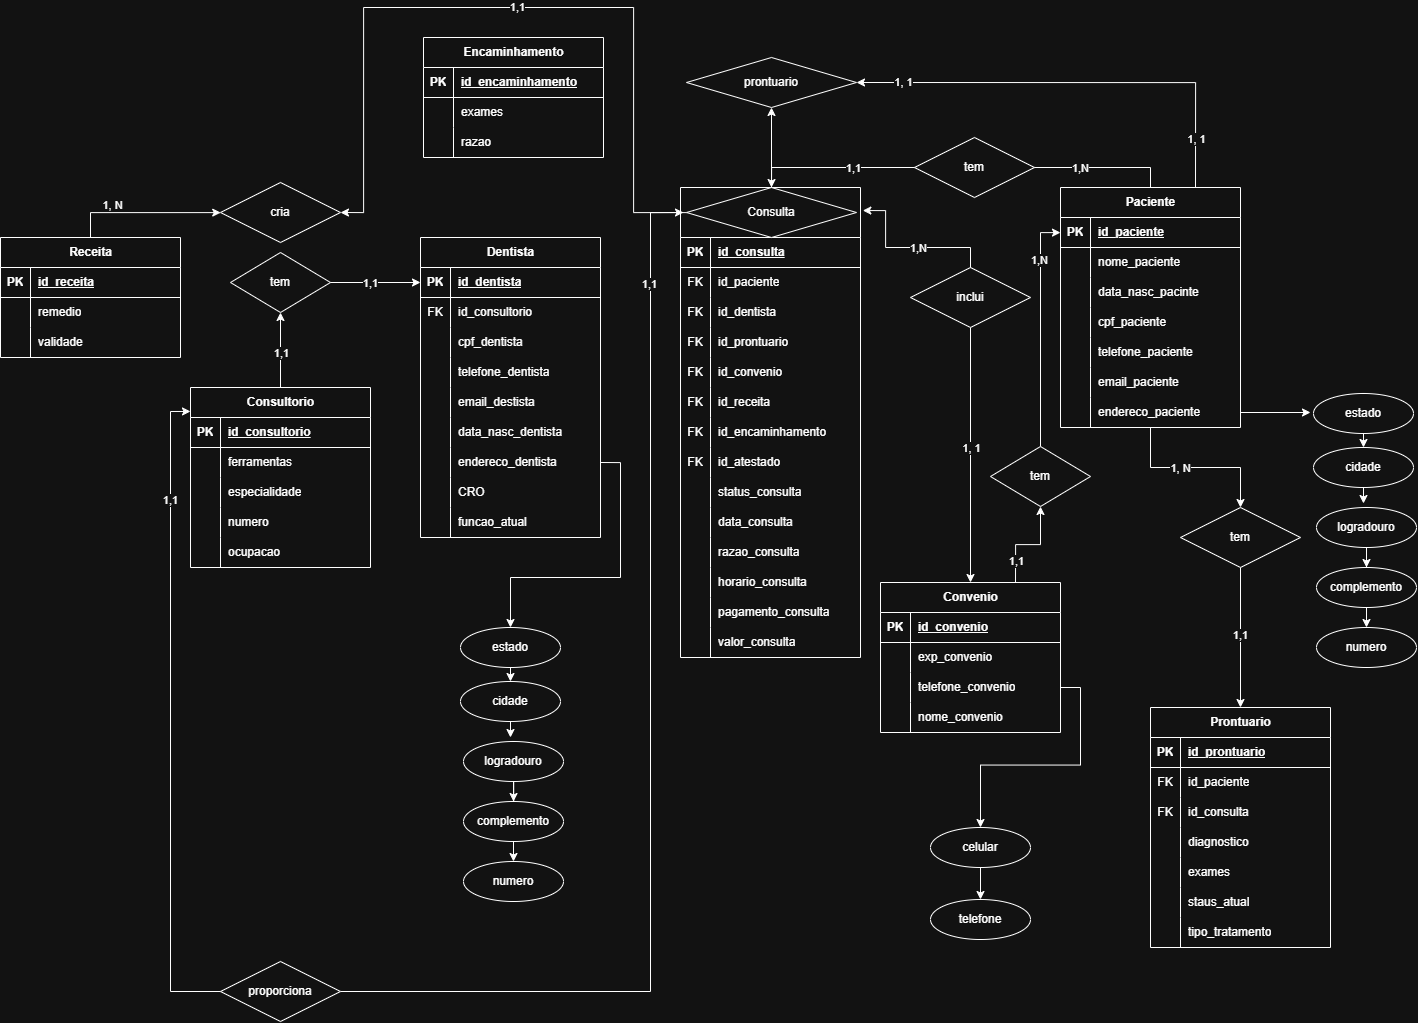 1,1
Encaminhamento
PK id_encaminhamento
exames
razao
prontuario
1, 1
1, 1
tem
1,1
1,N
cria
1, N
Receita
PK id_receita
remedio
validade
tem
1,1
1,1
Dentista
PK id_dentista
FK id_consultorio
cpf_dentista
telefone_dentista
email_destista
data_nasc_dentista
endereco_dentista
CRO
funcao_atual
Consultorio
PK id_consultorio
ferramentas
especialidade
numero
ocupacao
1,1
1,1
Consulta
PK id_consulta
FK id_paciente
FK id_dentista
FK id_prontuario
FK id_convenio
FK id_receita
FK id_encaminhamento
FK id_atestado
status_consulta
data_consulta
razao_consulta
horario_consulta
pagamento_consulta
valor_consulta
1,N
inclui
1, 1
Paciente
PK id_paciente
nome_paciente
data_nasc_pacinte
cpf_paciente
telefone_paciente
email_paciente
endereco_paciente
1,N
tem
1,1
Convenio
PK id_convenio
exp_convenio
telefone_convenio
nome_convenio
celular
telefone
estado
cidade
logradouro
complemento
numero
1, N
tem
1,1
Prontuario
PK id_prontuario
FK id_paciente
FK id_consulta
diagnostico
exames
staus_atual
tipo_tratamento
estado
cidade
logradouro
complemento
numero
proporciona